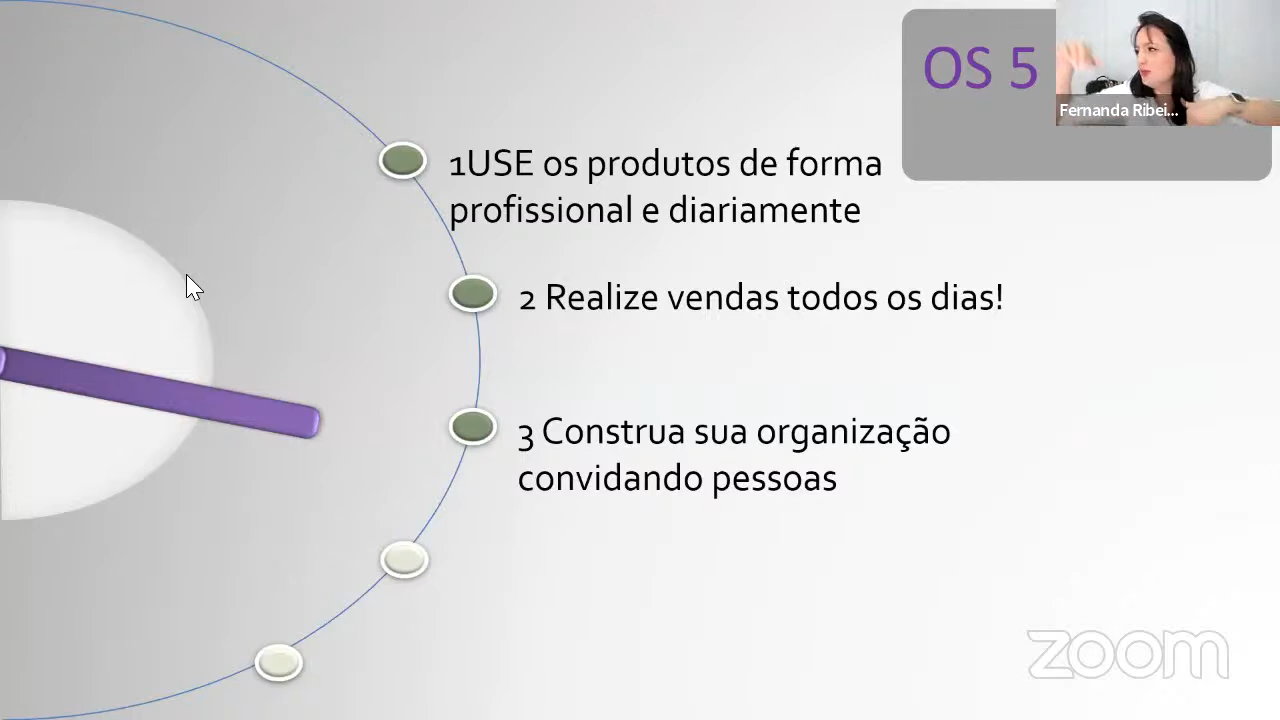 OS 5
Fernanda Ribei...
1USE os produtos de forma
profissional e diariamente
2 Realize vendas todos os dias!
3 Construa sua organização
convidando pessoas
zoom